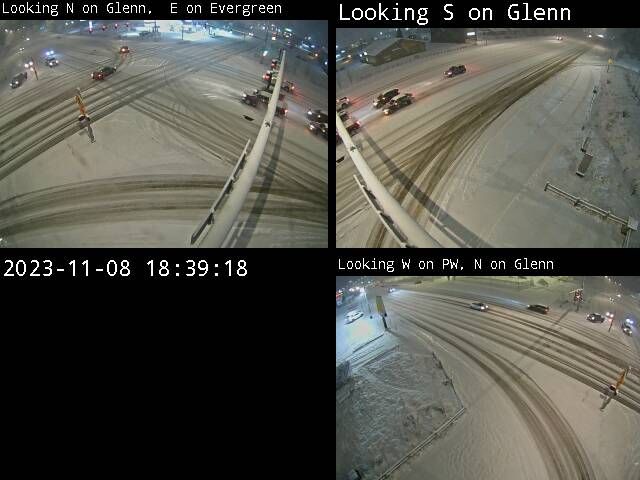 Looking N on Glenn,  E on Evergreen
Looking S on Glenn
2023-11-08 18:39:18
Looking W on PW, N on Glenn